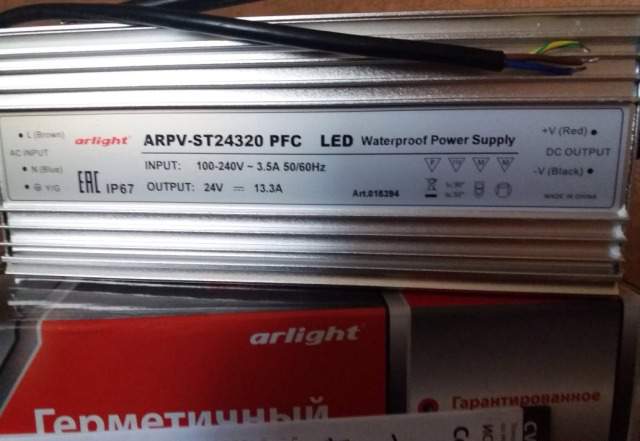 L (Brown)
AC INPUT
N (Blue)
Y/G
arlight®
ARPV-ST24320 PFC LED Waterproof Power Supply
INPUT: 100-240V ~ 3.5A 50/60Hz
EAC IP67
OUTPUT: 24V ⎓ 13.3A
Art.018394
+V (Red)
DC OUTPUT
-V (Black)
MADE IN CHINA
arlight®
Герметичный
Гарантированное